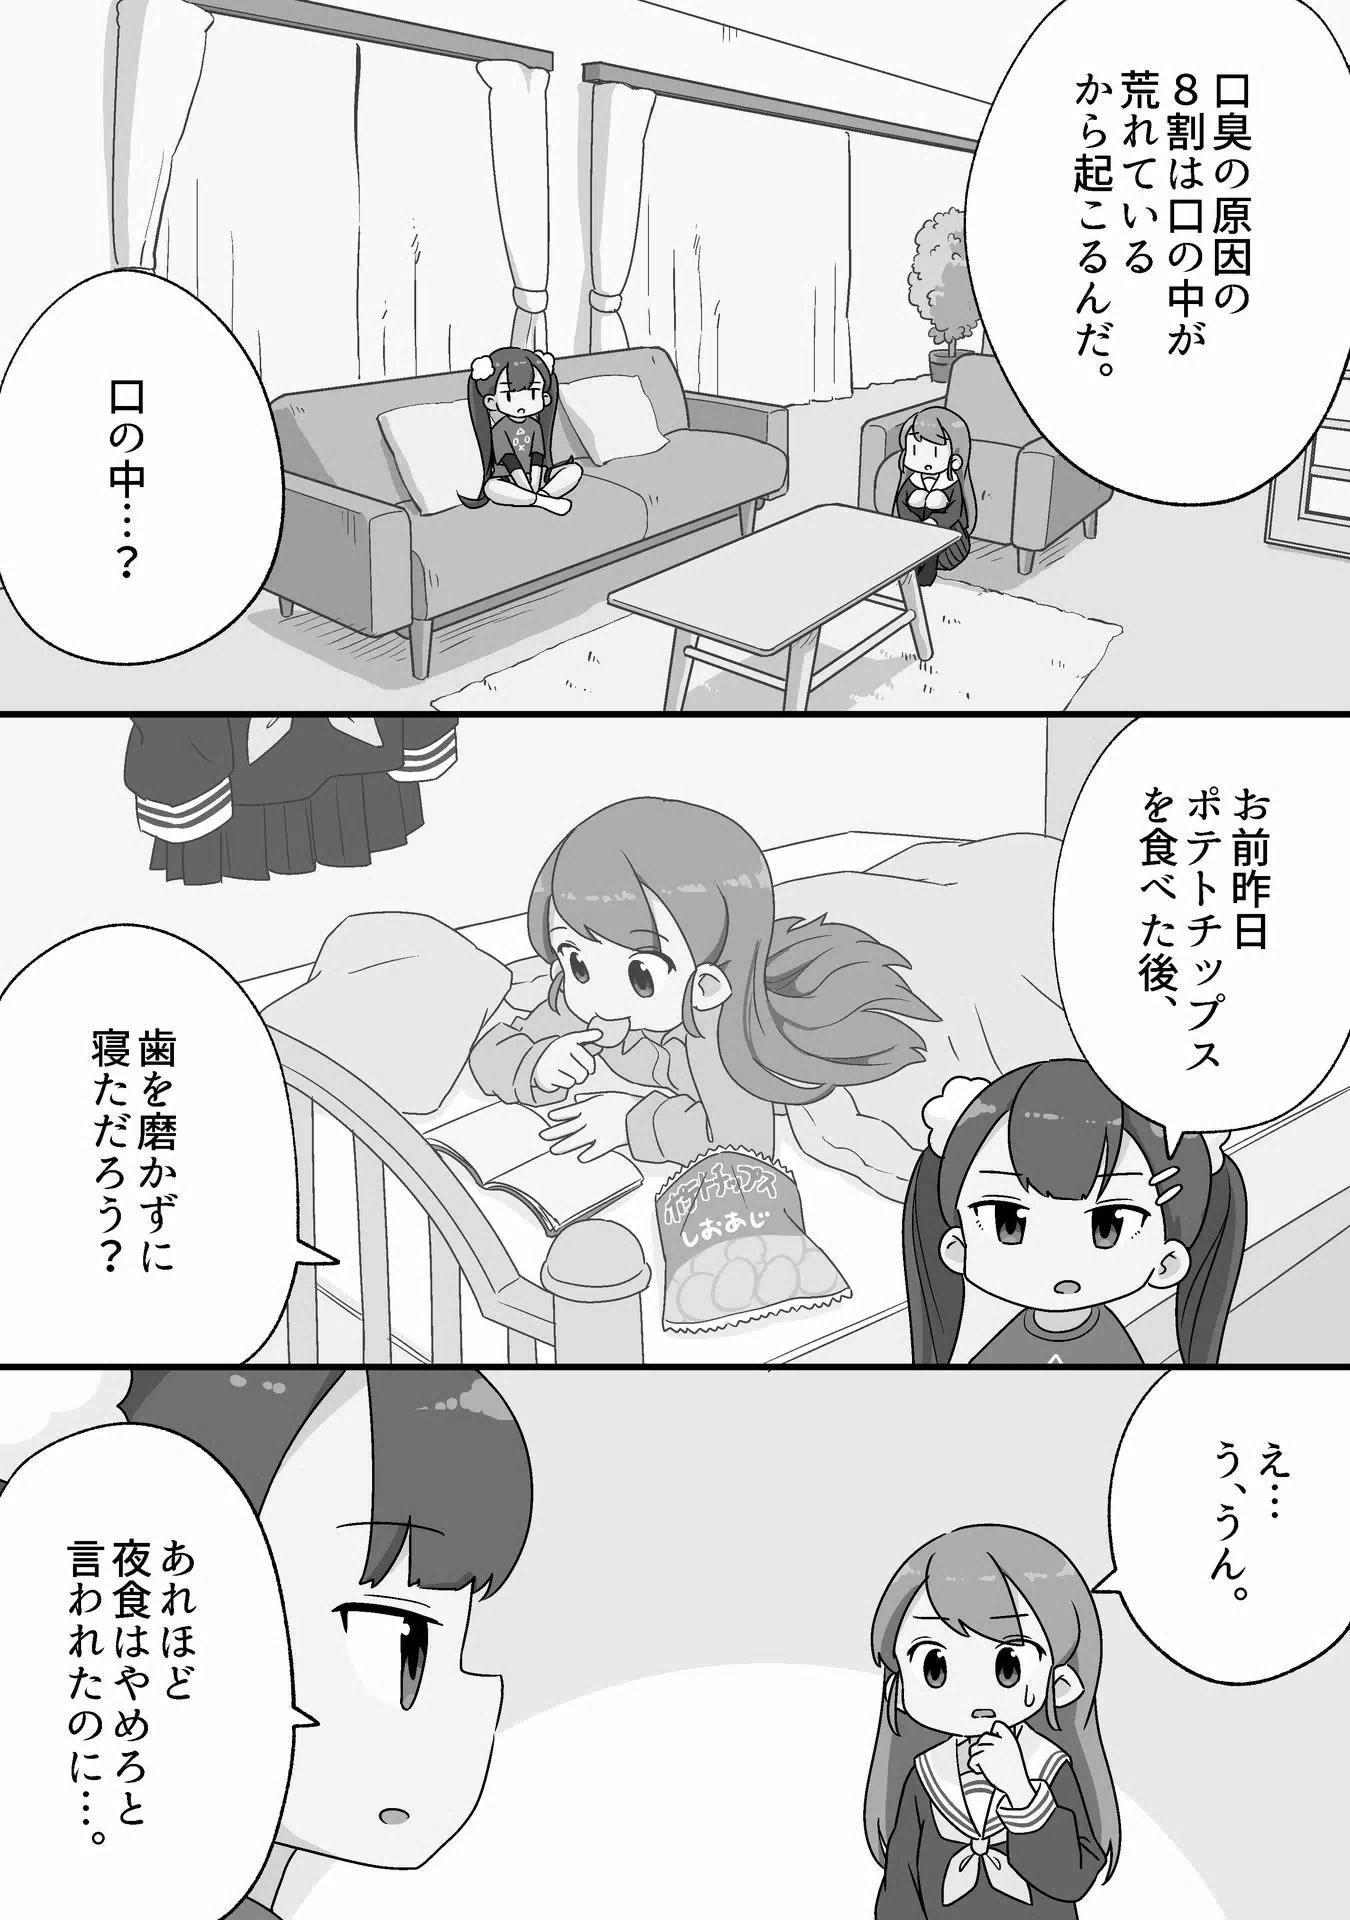 口臭の原因の
８割は口の中が
荒れている
から起こるんだ。
口の中…？
お前昨日
ポテトチップス
を食べた後、
歯を磨かずに
寝ただろう？
ポテトチップス
しおあじ
え…
う、うん。
あれほど
夜食はやめろと
言われたのに…。